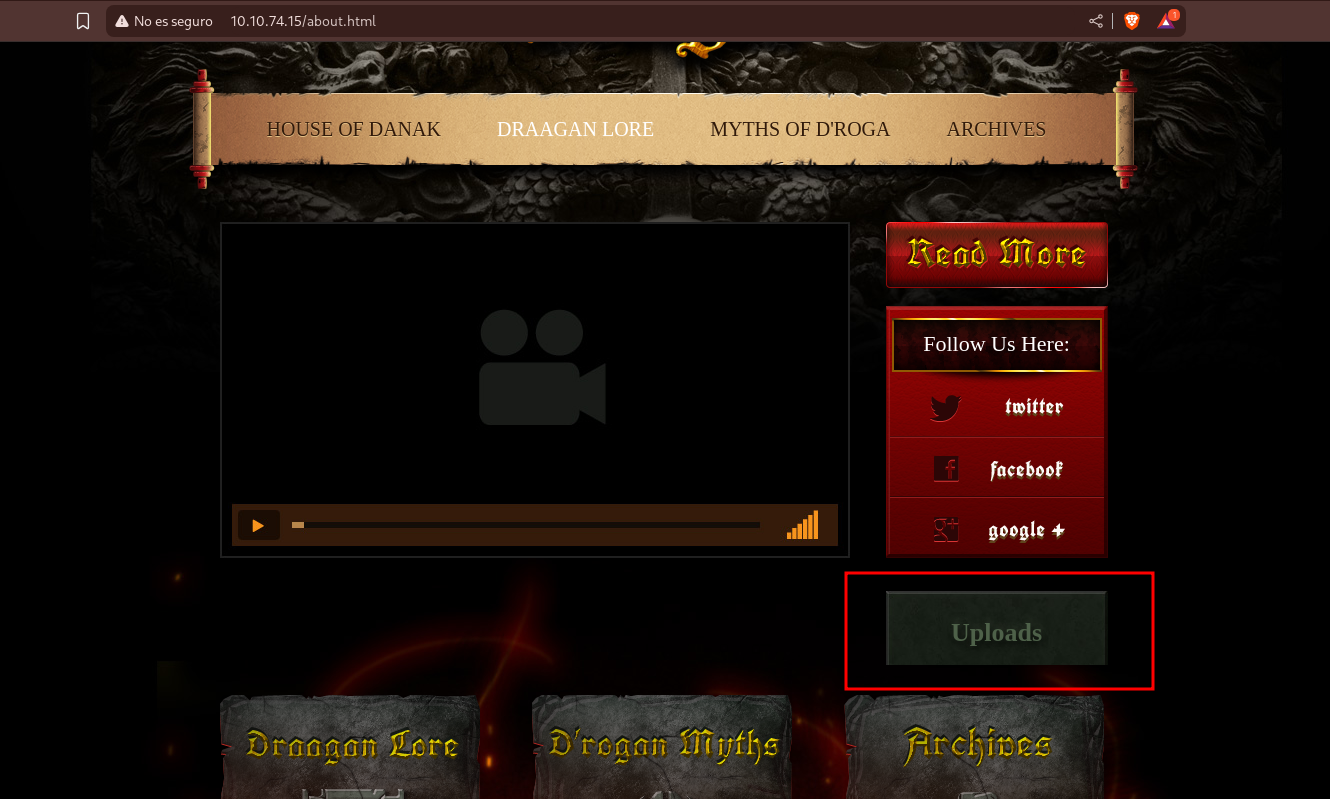 No es seguro 10.10.74.15/about.html
1
HOUSE OF DANAK DRAAGAN LORE MYTHS OF D'ROGA ARCHIVES
Read More
Follow Us Here:
twitter
facebook
google +
Uploads
Draagan Lore D'rogan Myths Archives